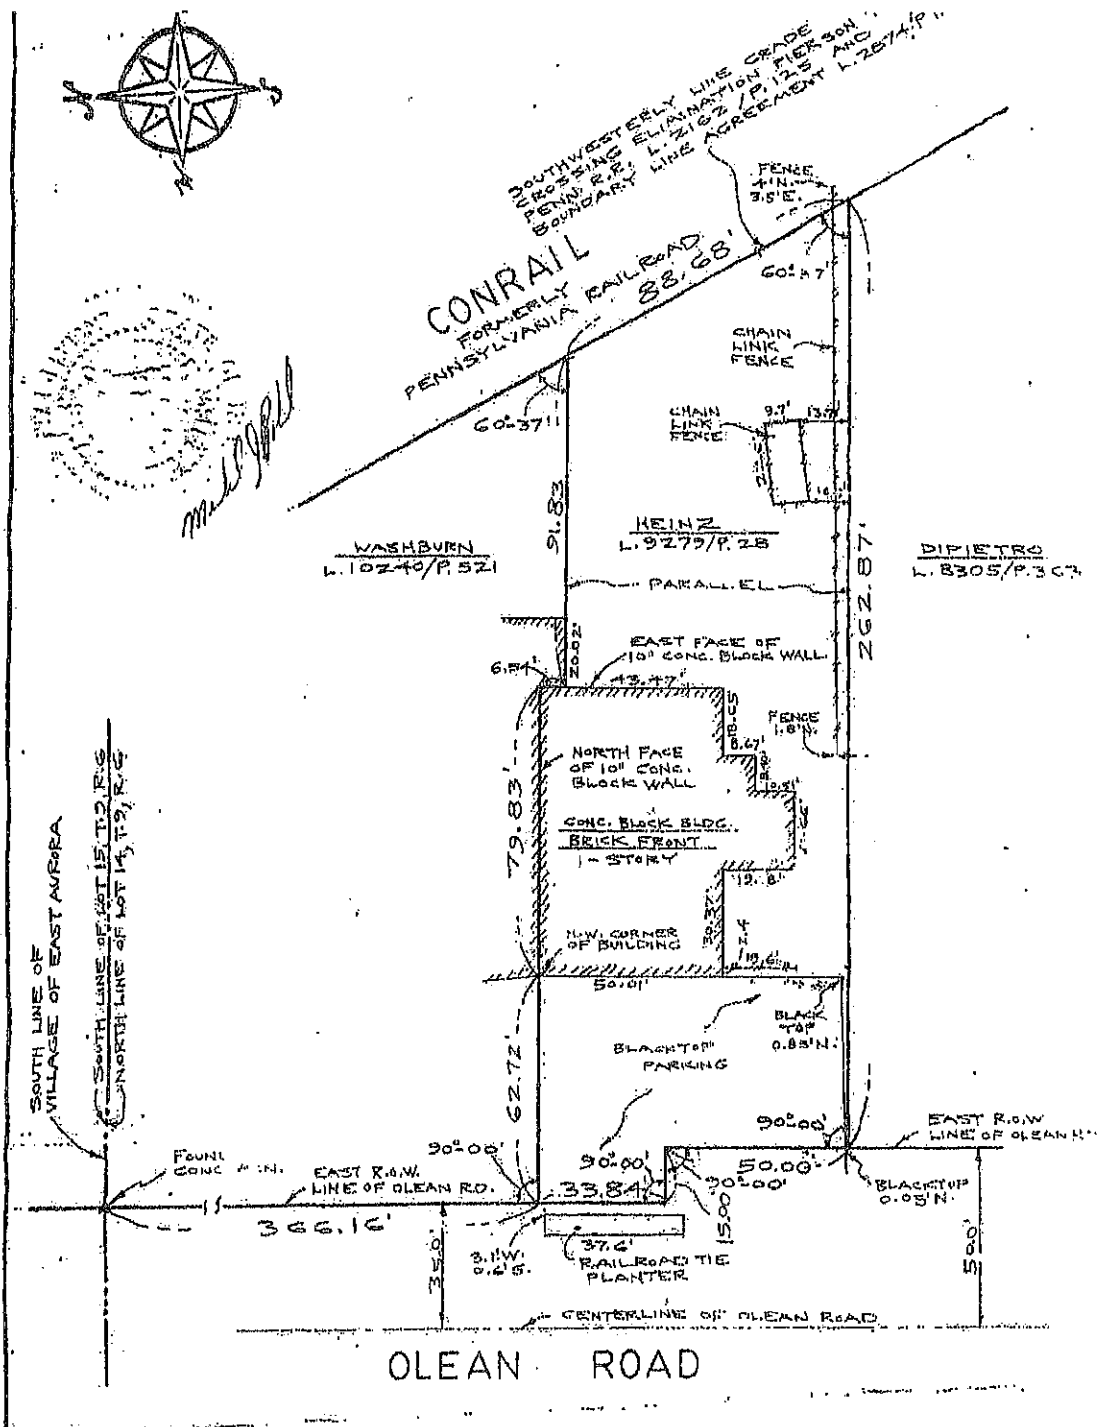 SOUTHWESTERLY LINE GRADE
CROSSING ELIMINATION PIERSON
PENN. R.R. L. 2162 /P. 125 AND
BOUNDARY LINE AGREEMENT L. 2874/P
CONRAIL
FORMERLY
PENNSYLVANIA RAILROAD
88.68'
FENCE
.4'N.
3.5'E.
60°
60°-37'
CHAIN
LINK
FENCE
CHAIN
LINK
FENCE
9.7'
13.7'
91.83
WASHBURN
L. 10240/P. 521
HEINZ
L. 9279/P. 28
DIPIETRO
PARALLEL
262.87'
20.02'
6.54'
EAST FACE OF
10" CONC. BLOCK WALL
43.47'
18.55
8.67'
FENCE
1.8'N.
NORTH FACE
OF 10" CONC.
BLOCK WALL
79.83'
CONC. BLOCK BLDG.
BRICK FRONT
1-STORY
12.8'
30.37
N.W. CORNER
OF BUILDING
50.01'
BLACK
TOP
0.85'N.
BLACKTOP
PARKING
62.72'
SOUTH LINE OF
VILLAGE OF EAST AURORA
SOUTH LINE OF LOT 15, T-9, R-6
NORTH LINE OF LOT 14, T-9, R-6
FOUND
CONC.
EAST R.O.W.
LINE OF OLEAN RD.
366.16'
90°-00'
90°-00'
33.84'
15.00'
90°-00'
50.00'
90°-00'
EAST R.O.W
LINE OF OLEAN
BLACKTOP
0.05'N.
35.0'
3.1'W.
0.6'S.
37.6'
RAILROAD TIE
PLANTER
50.0'
CENTERLINE OF OLEAN ROAD
OLEAN ROAD